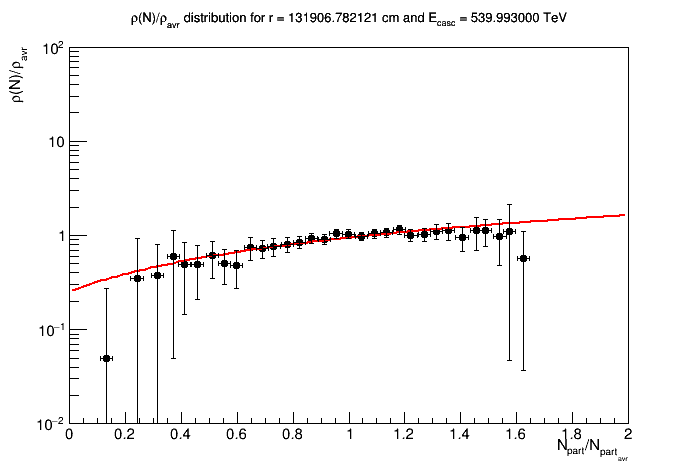 ρ(N)/ρavr distribution for r = 131906.782121 cm and Ecasc = 539.993000 TeV
ρ(N)/ρavr
10²
10
1
10⁻¹
10⁻²
0 0.2 0.4 0.6 0.8 1 1.2 1.4 1.6 1.8 2
Npart/Npartavr